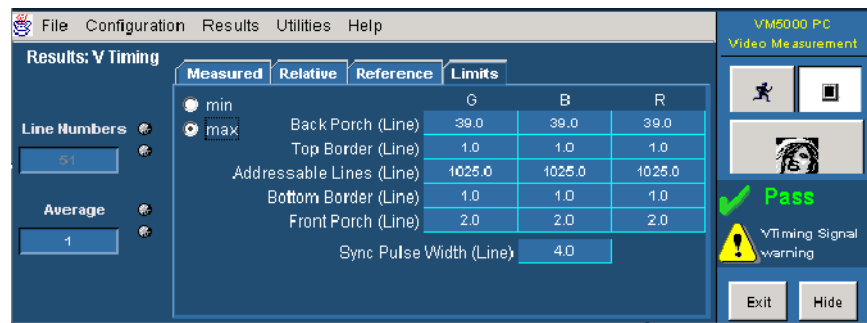 File Configuration Results Utilities Help
VM5000 PC
Video Measurement
Results: V Timing
Measured Relative Reference Limits
min
max
G B R
Back Porch (Line) 39.0 39.0 39.0
Top Border (Line) 1.0 1.0 1.0
Addressable Lines (Line) 1025.0 1025.0 1025.0
Bottom Border (Line) 1.0 1.0 1.0
Front Porch (Line) 2.0 2.0 2.0
Sync Pulse Width (Line) 4.0
Line Numbers
51
Average
1
Pass
VTiming Signal
warning
Exit Hide